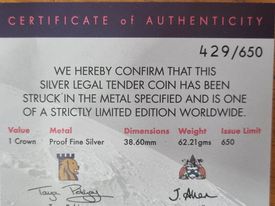 CERTIFICATE of AUTHENTICITY
429/650
WE HEREBY CONFIRM THAT THIS
SILVER LEGAL TENDER COIN HAS BEEN
STRUCK IN THE METAL SPECIFIED AND IS ONE
OF A STRICTLY LIMITED EDITION WORLDWIDE.
Value Metal Dimensions Weight Issue Limit
1 Crown Proof Fine Silver 38.60mm 62.21gms 650